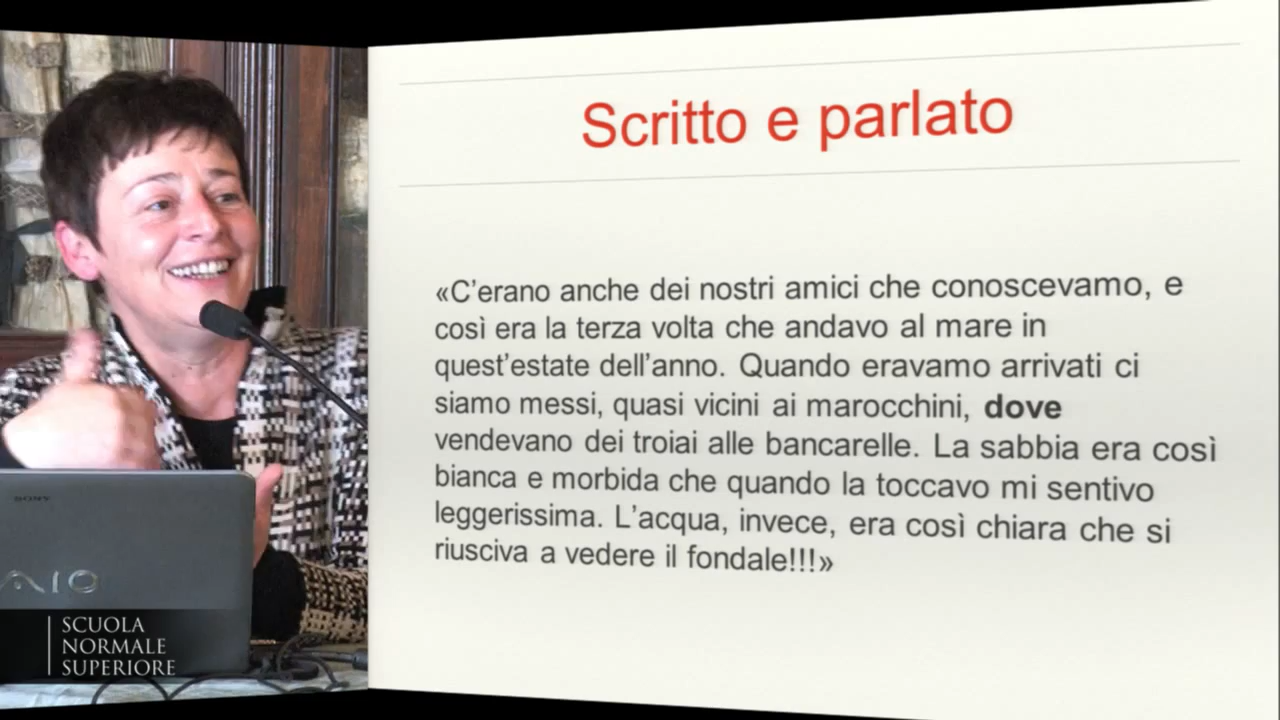 Scritto e parlato
«C’erano anche dei nostri amici che conoscevamo, e
così era la terza volta che andavo al mare in
quest’estate dell’anno. Quando eravamo arrivati ci
siamo messi, quasi vicini ai marocchini, dove
vendevano dei troiai alle bancarelle. La sabbia era così
bianca e morbida che quando la toccavo mi sentivo
leggerissima. L’acqua, invece, era così chiara che si
riusciva a vedere il fondale!!!»
SONY
VAIO
SCUOLA
NORMALE
SUPERIORE